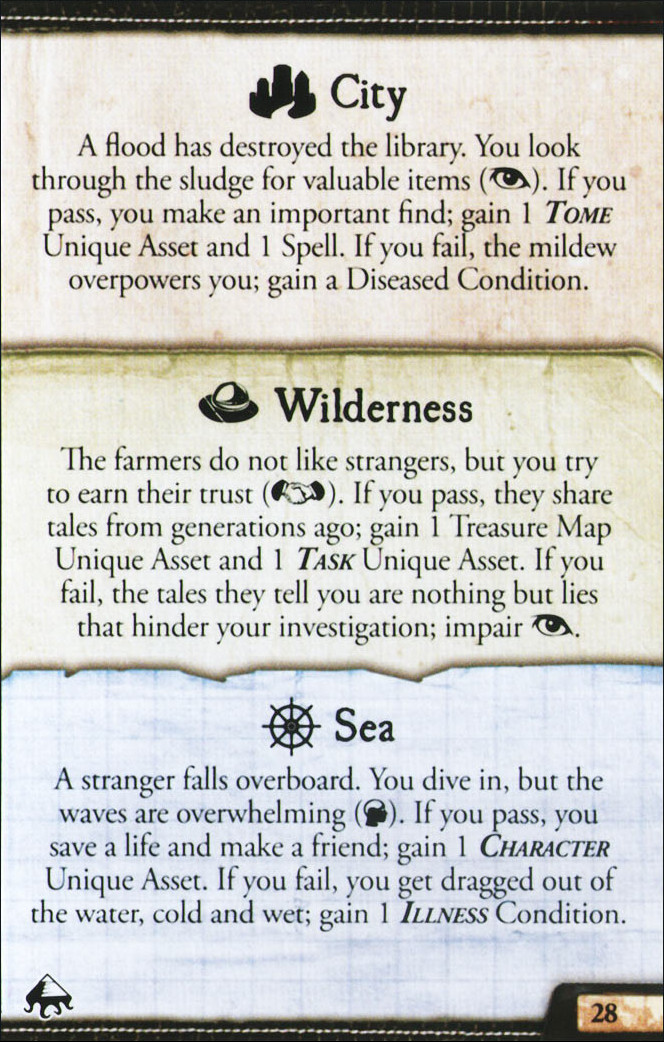 City
A flood has destroyed the library. You look
through the sludge for valuable items ( ). If you
pass, you make an important find; gain 1 TOME
Unique Asset and 1 Spell. If you fail, the mildew
overpowers you; gain a Diseased Condition.
Wilderness
The farmers do not like strangers, but you try
to earn their trust ( ). If you pass, they share
tales from generations ago; gain 1 Treasure Map
Unique Asset and 1 TASK Unique Asset. If you
fail, the tales they tell you are nothing but lies
that hinder your investigation; impair .
Sea
A stranger falls overboard. You dive in, but the
waves are overwhelming ( ). If you pass, you
save a life and make a friend; gain 1 CHARACTER
Unique Asset. If you fail, you get dragged out of
the water, cold and wet; gain 1 ILLNESS Condition.
28